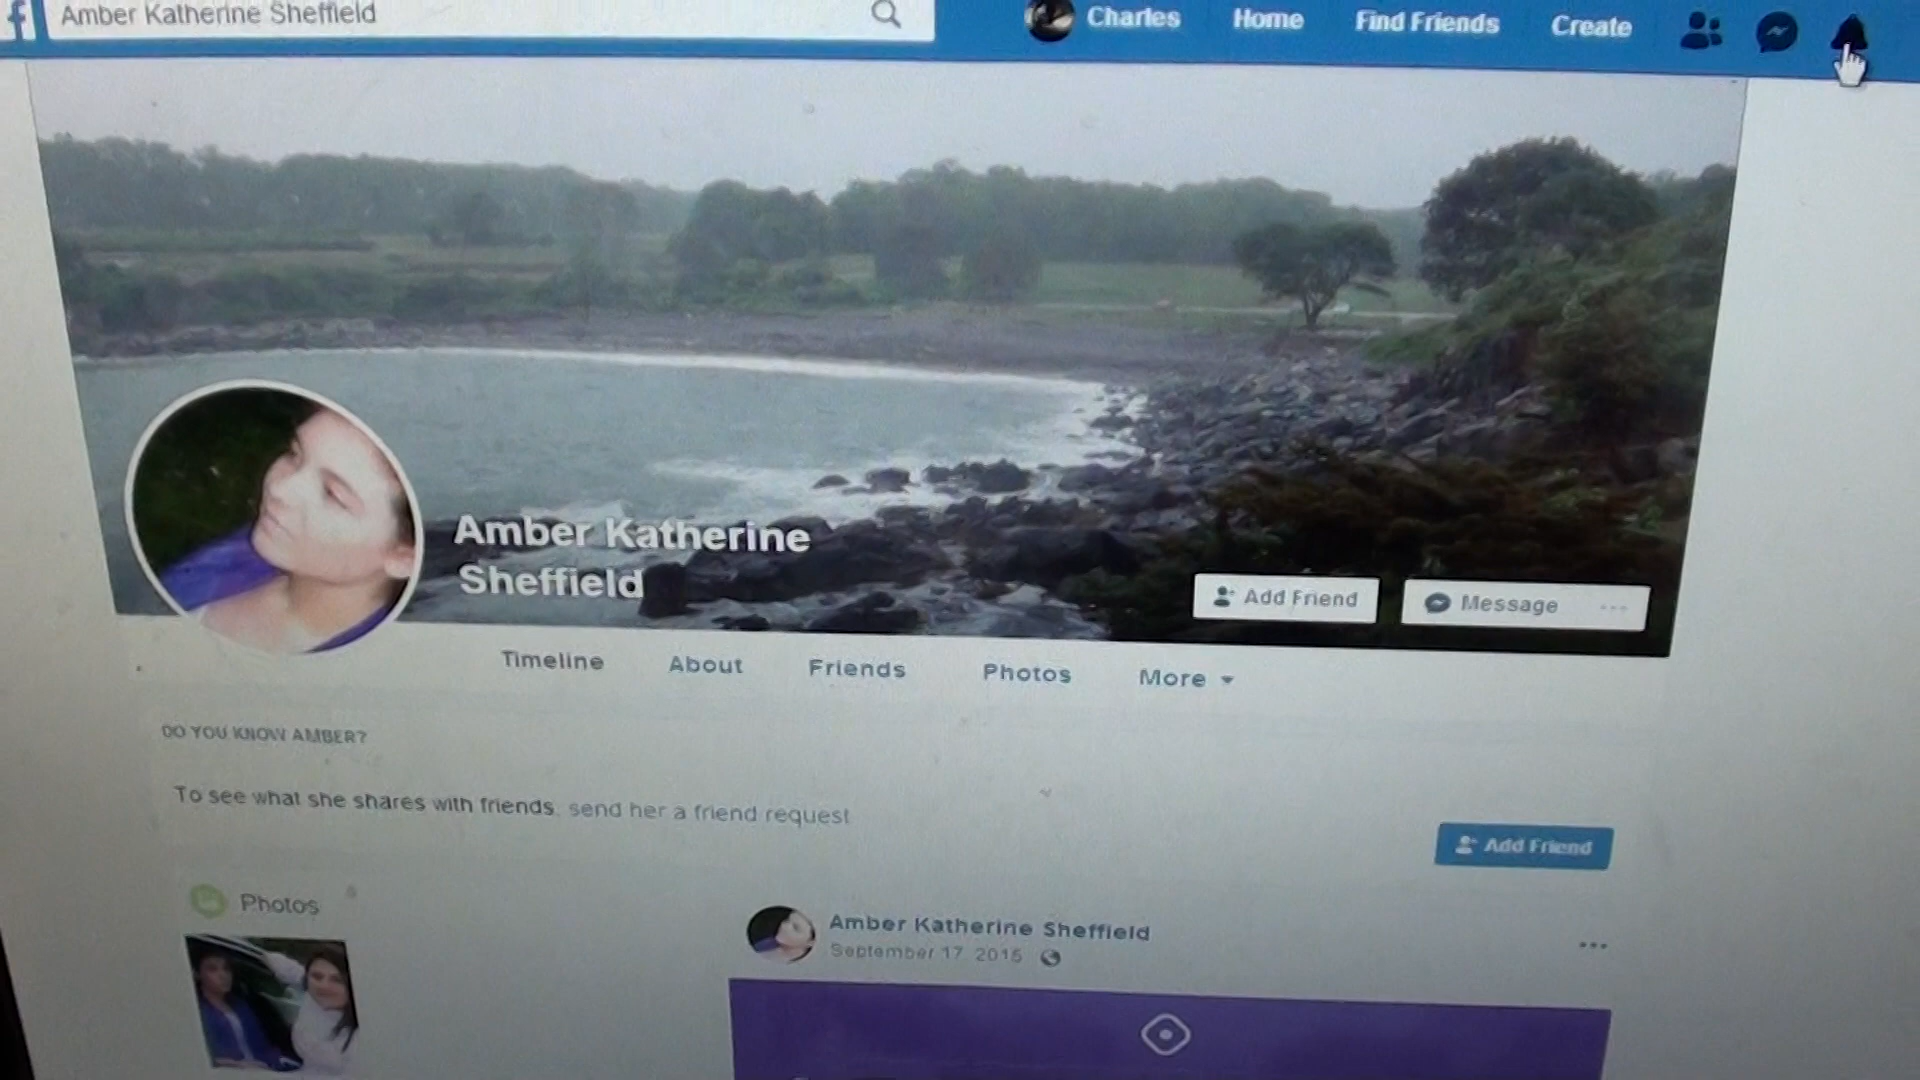 f
Amber Katherine Sheffield
Charles Home Find Friends Create
Amber Katherine
Sheffield
Add Friend
Message
Timeline About Friends Photos More
DO YOU KNOW AMBER?
To see what she shares with friends, send her a friend request
Add Friend
Photos
Amber Katherine Sheffield
September 17, 2015